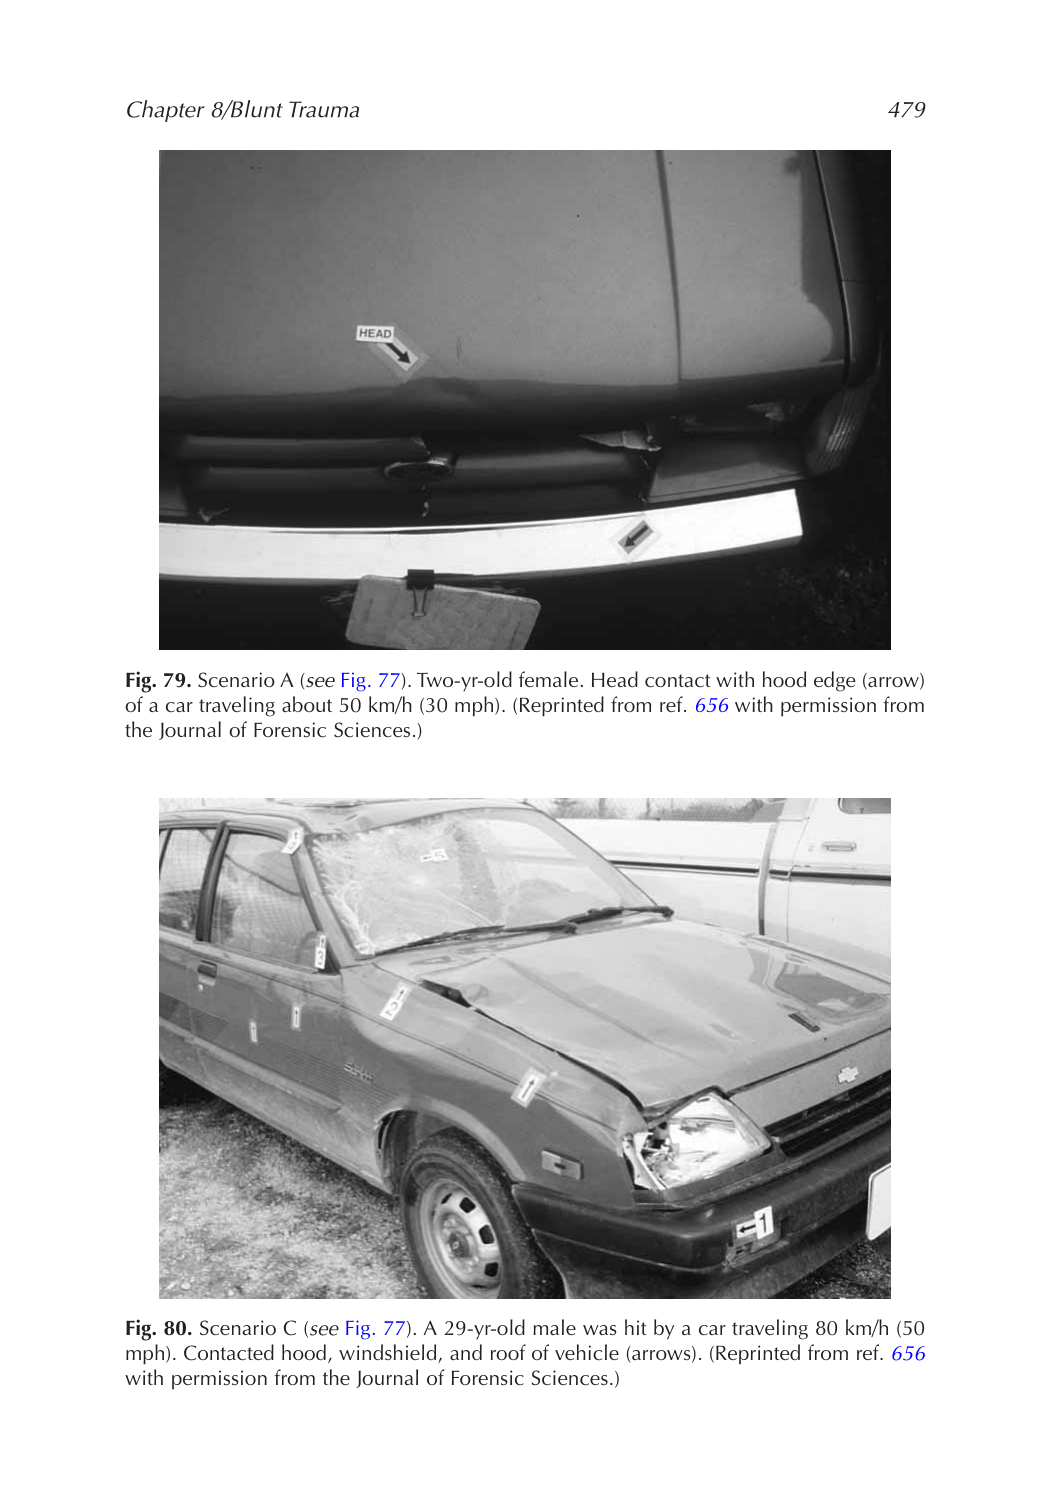 Chapter 8/Blunt Trauma 479
HEAD
Fig. 79. Scenario A (see Fig. 77). Two-yr-old female. Head contact with hood edge (arrow)
of a car traveling about 50 km/h (30 mph). (Reprinted from ref. 656 with permission from
the Journal of Forensic Sciences.)
5
3
2
1
Fig. 80. Scenario C (see Fig. 77). A 29-yr-old male was hit by a car traveling 80 km/h (50
mph). Contacted hood, windshield, and roof of vehicle (arrows). (Reprinted from ref. 656
with permission from the Journal of Forensic Sciences.)